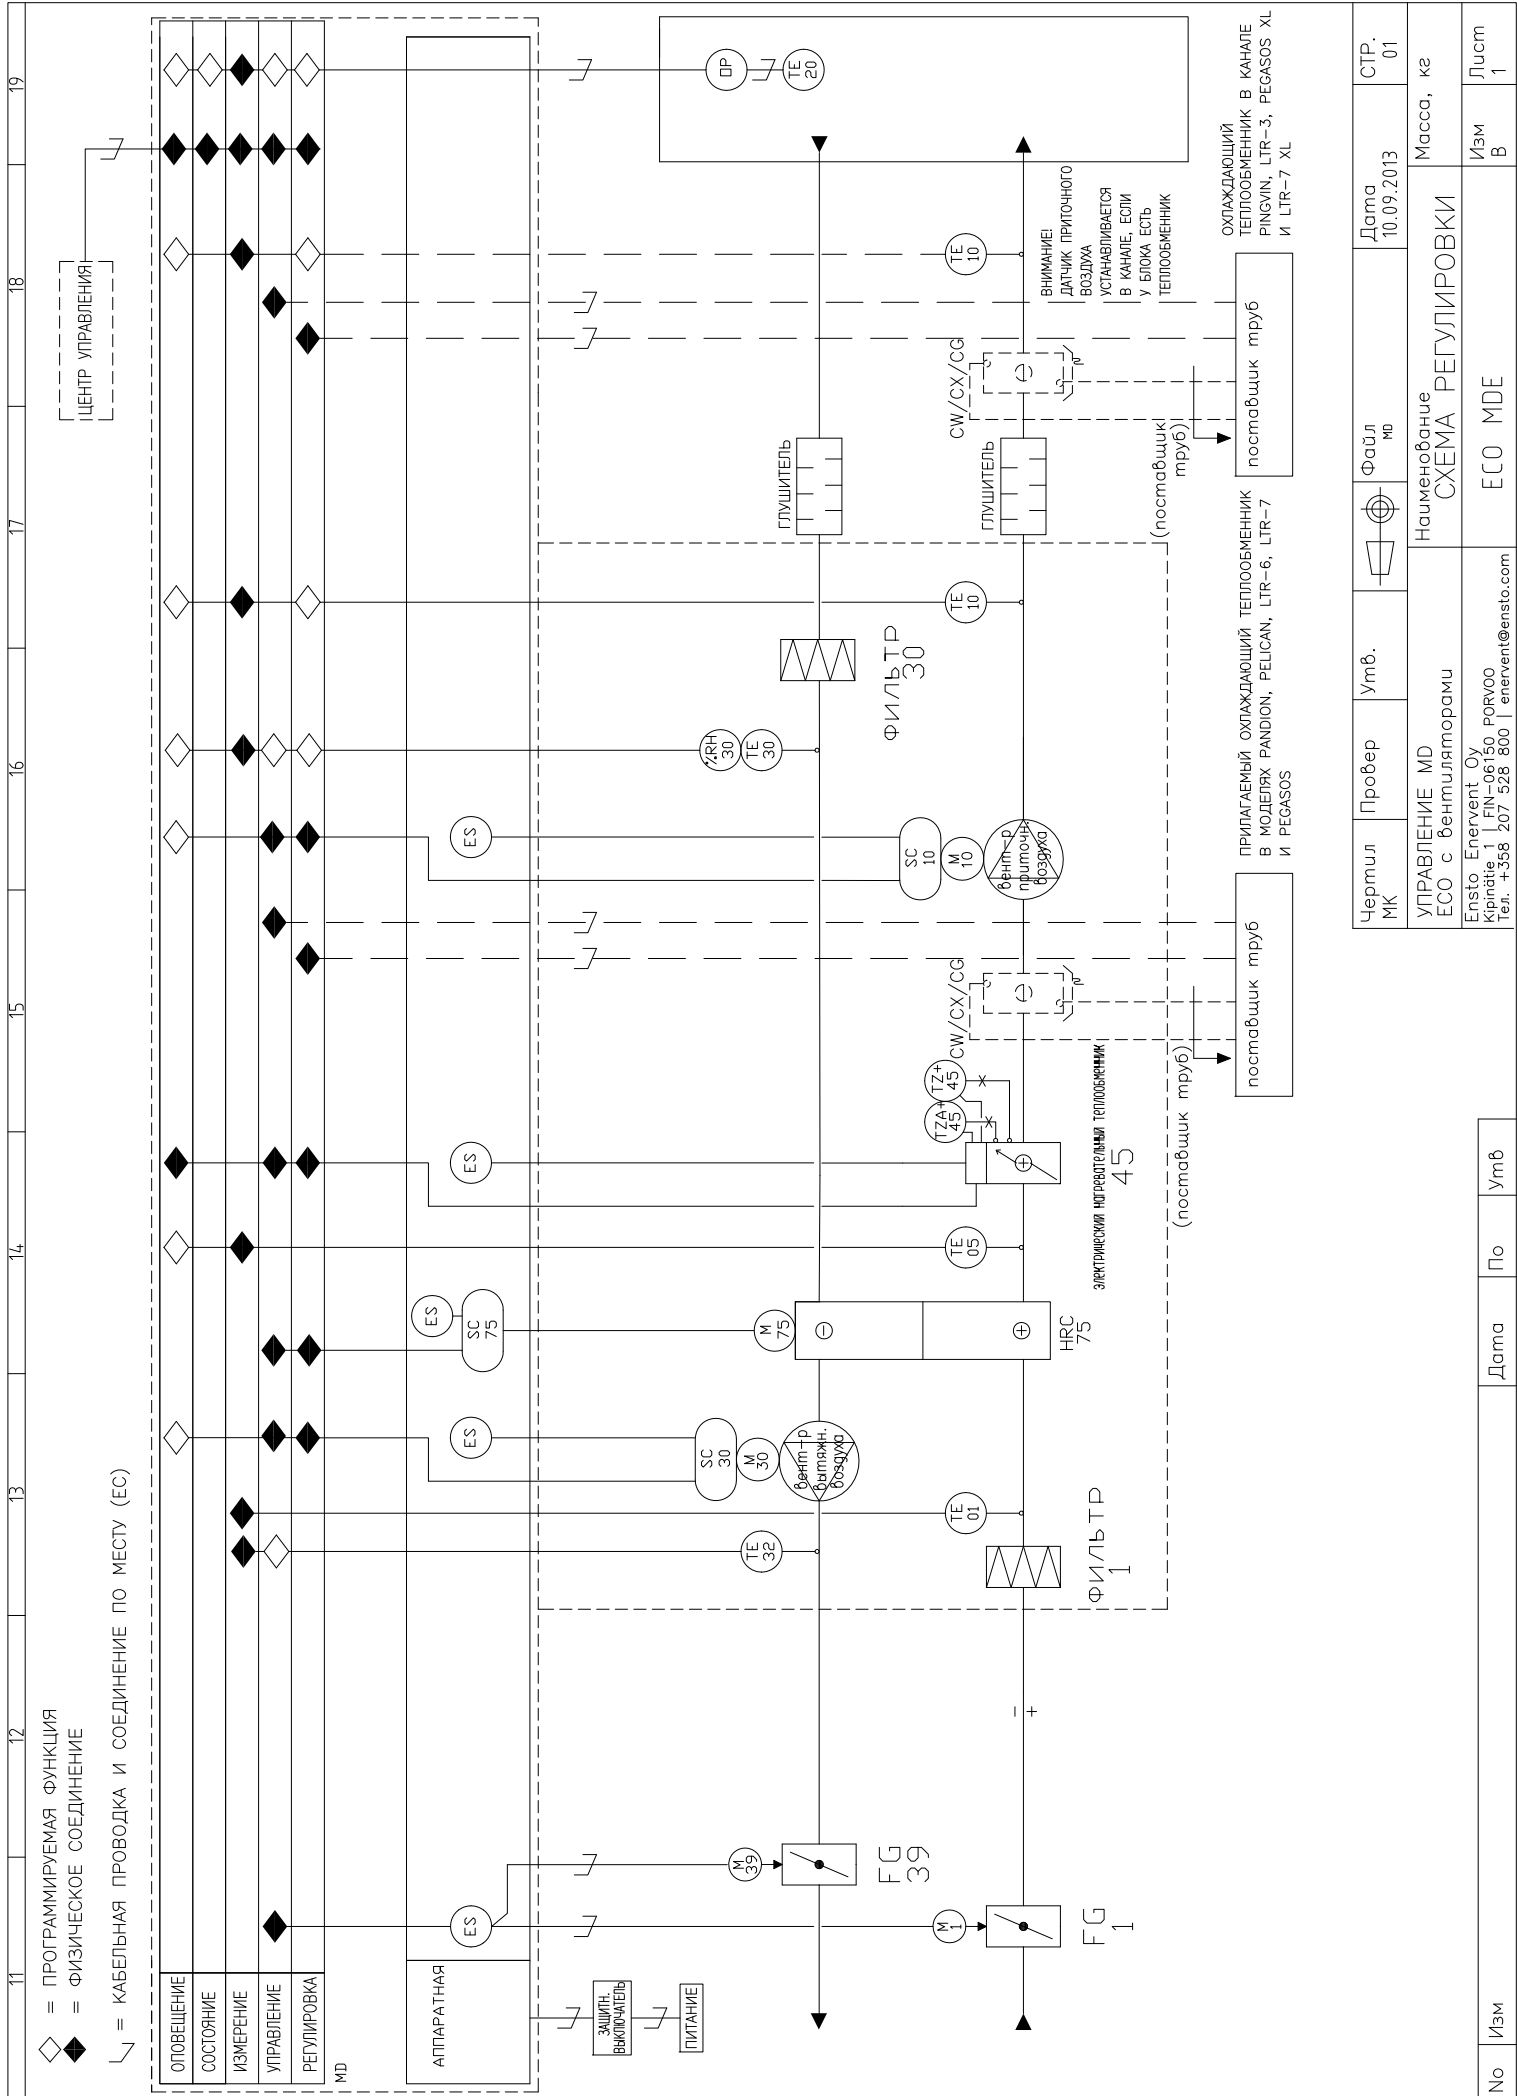 11
12
13
14
15
16
17
18
19
= ПРОГРАММИРУЕМАЯ ФУНКЦИЯ
= ФИЗИЧЕСКОЕ СОЕДИНЕНИЕ
= КАБЕЛЬНАЯ ПРОВОДКА И СОЕДИНЕНИЕ ПО МЕСТУ (ЕС)
ЦЕНТР УПРАВЛЕНИЯ
ОПОВЕЩЕНИЕ
СОСТОЯНИЕ
ИЗМЕРЕНИЕ
УПРАВЛЕНИЕ
РЕГУЛИРОВКА
MD
АППАРАТНАЯ
ES
ES
ES
SC
75
ES
ES
ЗАЩИТН.
ВЫКЛЮЧАТЕЛЬ
ПИТАНИЕ
M
39
FG
39
TE
32
SC
30
M
30
вент-р
вытяжн.
воздуха
M
75
%RH
30
TE
30
ФИЛЬТР
30
ГЛУШИТЕЛЬ
OP
TE
20
M
1
FG
1
-
+
ФИЛЬТР
1
TE
01
HRC
75
TE
05
TZA+
45
TZ+
45
ЭЛЕКТРИЧЕСКИЙ НАГРЕВАТЕЛЬНЫЙ ТЕПЛООБМЕННИК
45
CW/CX/CG
SC
10
M
10
вент-р
приточн.
воздуха
TE
10
ГЛУШИТЕЛЬ
CW/CX/CG
TE
10
ВНИМАНИЕ!
ДАТЧИК ПРИТОЧНОГО
ВОЗДУХА
УСТАНАВЛИВАЕТСЯ
В КАНАЛЕ, ЕСЛИ
У БЛОКА ЕСТЬ
ТЕПЛООБМЕННИК
(поставщик труб)
поставщик труб
ПРИЛАГАЕМЫЙ ОХЛАЖДАЮЩИЙ ТЕПЛООБМЕННИК
В МОДЕЛЯХ PANDION, PELICAN, LTR-6, LTR-7
И PEGASOS
(поставщик
труб)
поставщик труб
ОХЛАЖДАЮЩИЙ
ТЕПЛООБМЕННИК В КАНАЛЕ
PINGVIN, LTR-3, PEGASOS XL
И LTR-7 XL
No
Изм
Дата
По
Утв
Чертил
МК
Провер
Утв.
Файл
MD
Дата
10.09.2013
СТР.
01
УПРАВЛЕНИЕ MD
ECO с вентиляторами
Наименование
СХЕМА РЕГУЛИРОВКИ
Масса, кг
Ensto Enervent Oy
Kipinätie 1 | FIN-06150 PORVOO
Тел. +358 207 528 800 | enervent@ensto.com
ECO MDE
Изм
B
Лист
1